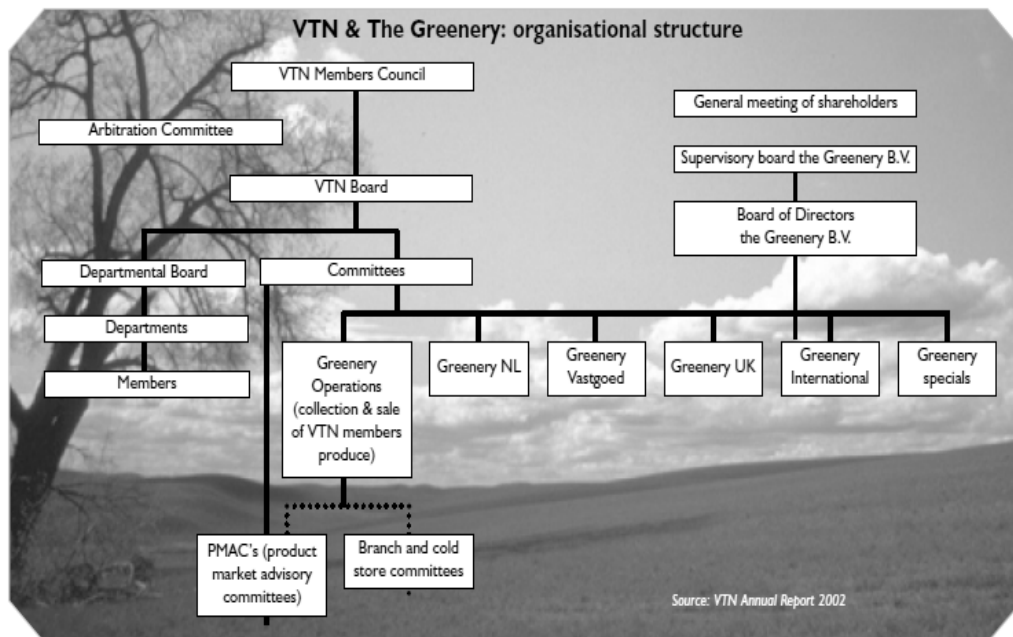 VTN & The Greenery: organisational structure
VTN Members Council
General meeting of shareholders
Arbitration Committee
Supervisory board the Greenery B.V.
VTN Board
Board of Directors
the Greenery B.V.
Departmental Board
Committees
Departments
Members
Greenery
Operations
(collection & sale
of VTN members
produce)
Greenery NL
Greenery
Vastgoed
Greenery UK
Greenery
International
Greenery
specials
PMAC's (product
market advisory
committees)
Branch and cold
store committees
Source: VTN Annual Report 2002